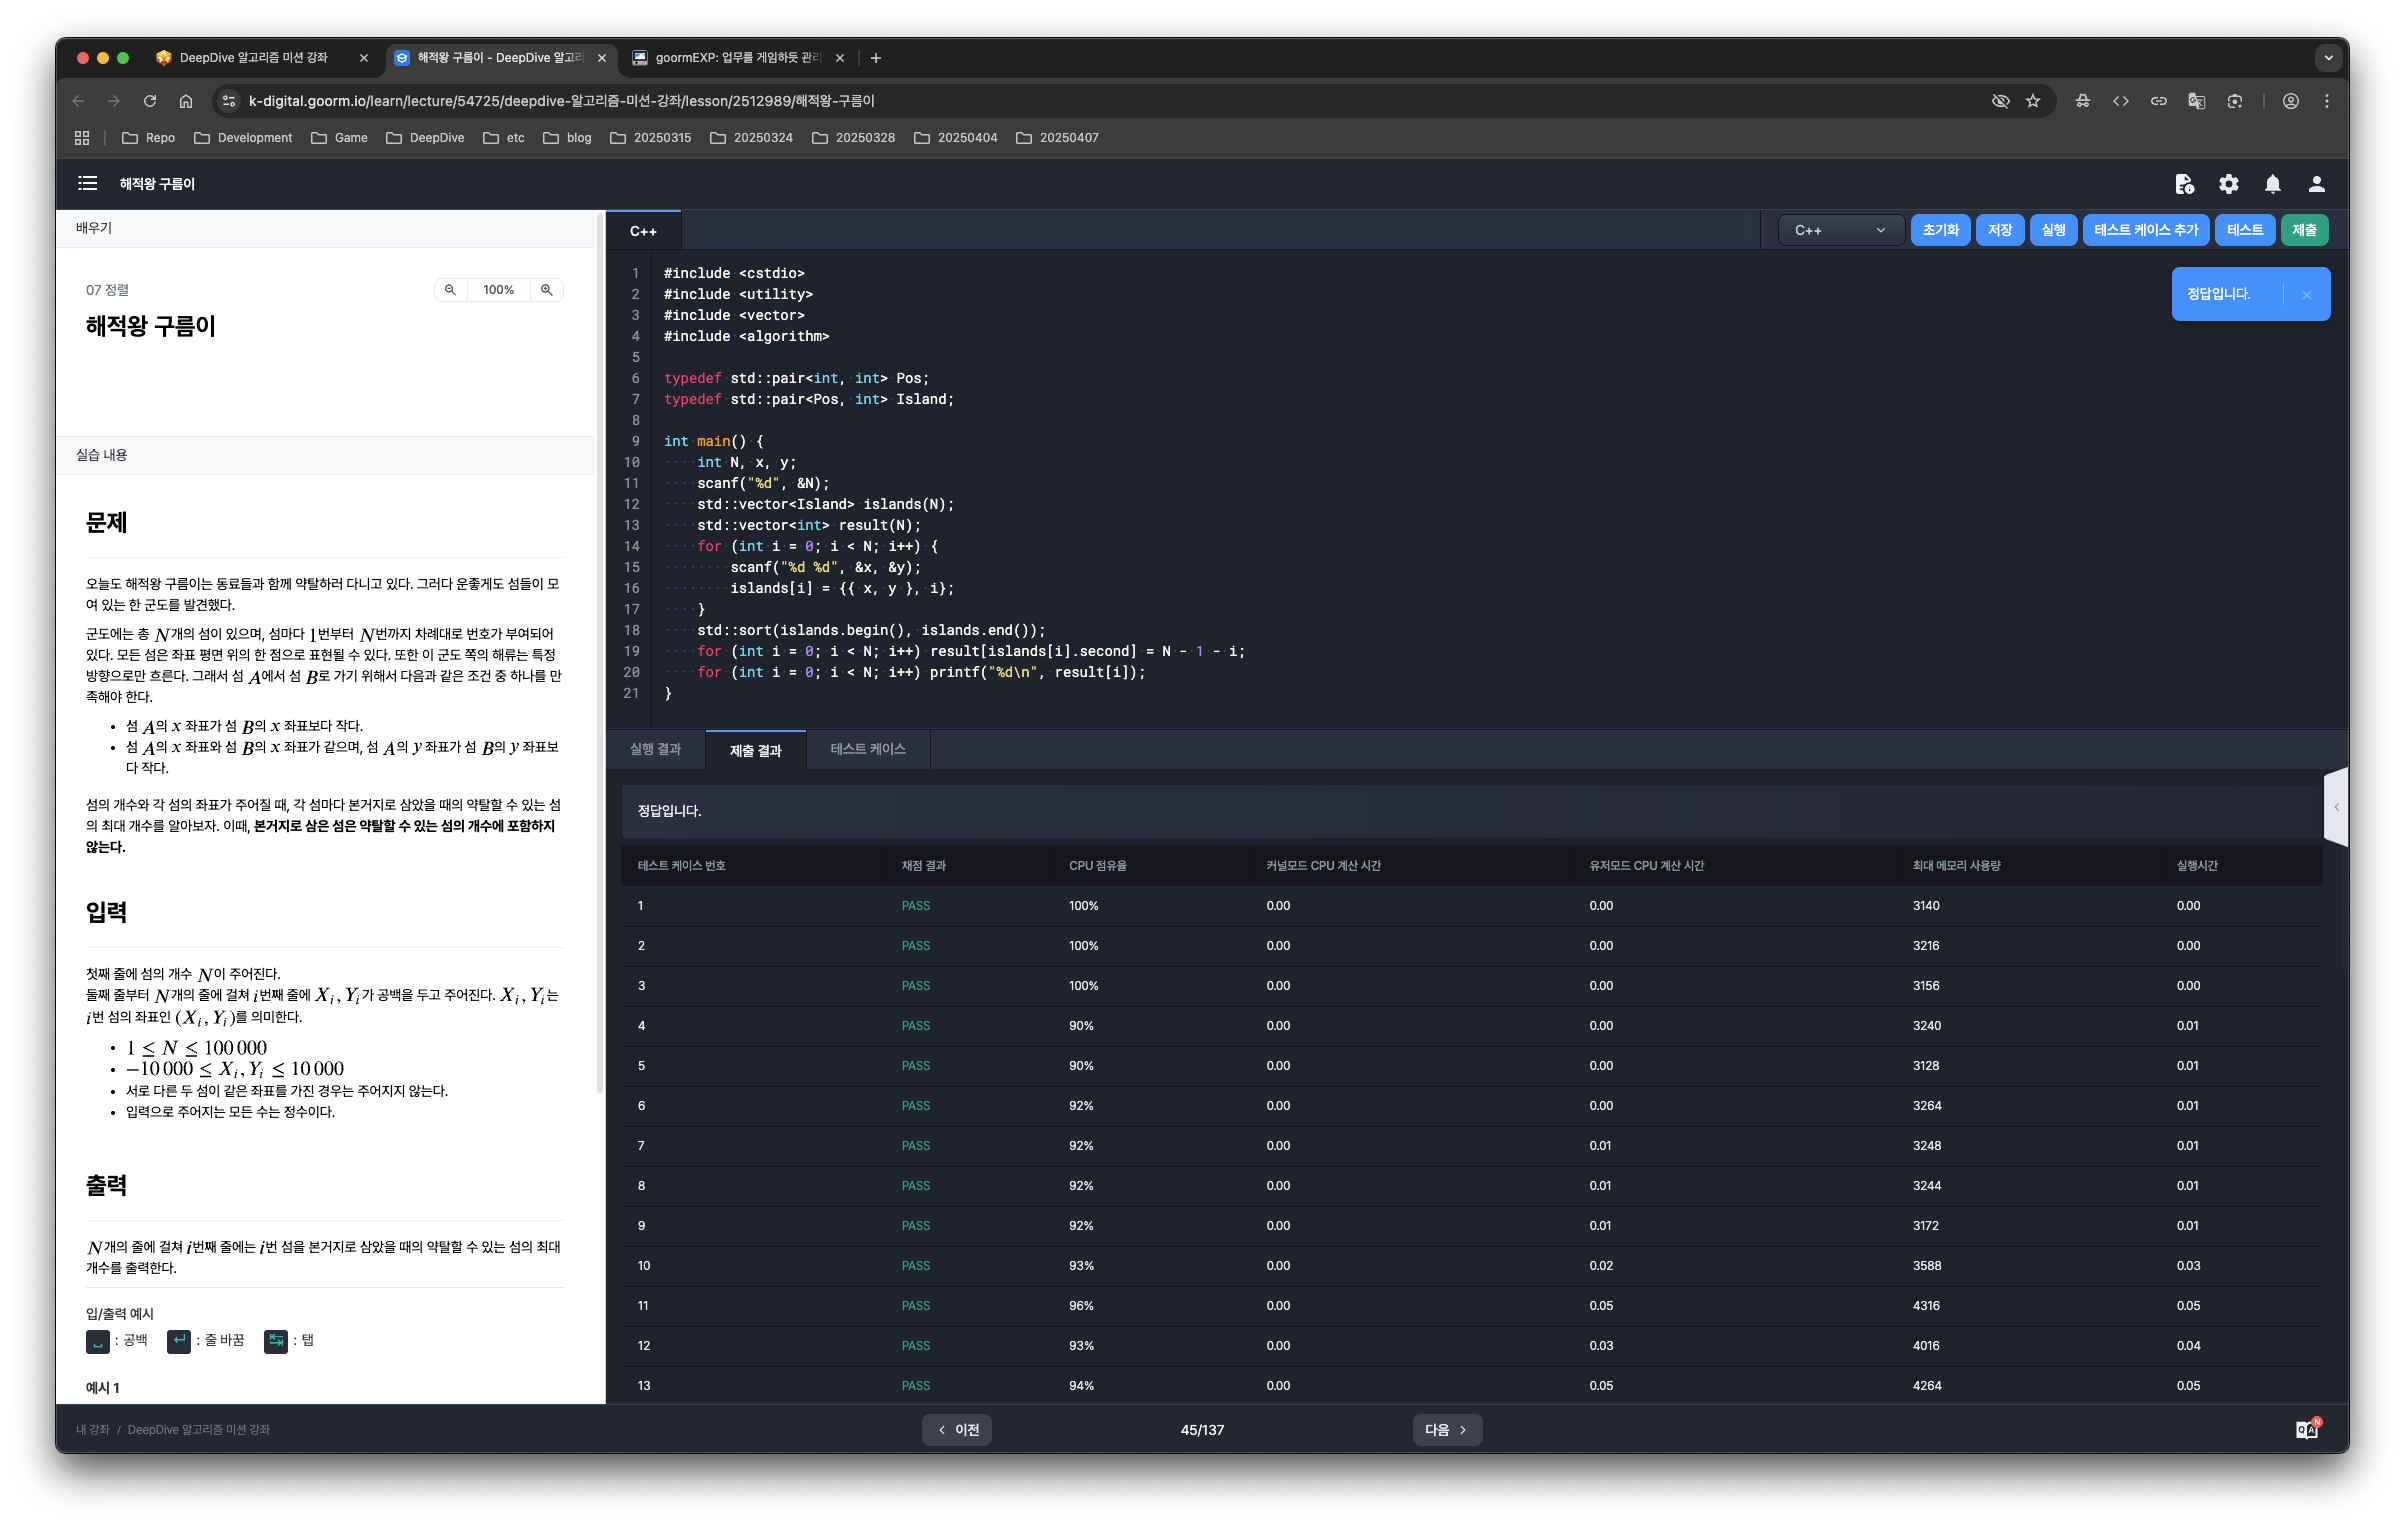 DeepDive 알고리즘 미션 강좌
해적왕 구름이 - DeepDive 알고리
goormEXP: 업무를 게임하듯 관리
k-digital.goorm.io/learn/lecture/54725/deepdive-알고리즘-미션-강좌/lesson/2512989/해적왕-구름이
Repo Development Game DeepDive etc blog 20250315 20250324 20250328 20250404 20250407
해적왕 구름이
배우기
07 정렬
100%
해적왕 구름이
실습 내용
문제
오늘도 해적왕 구름이는 동료들과 함께 약탈하러 다니고 있다. 그러다 운좋게도 섬들이 모
여 있는 한 군도를 발견했다.
군도에는 총 N개의 섬이 있으며, 섬마다 1번부터 N번까지 차례대로 번호가 부여되어
있다. 모든 섬은 좌표 평면 위의 한 점으로 표현될 수 있다. 또한 이 군도 쪽의 해류는 특정
방향으로만 흐른다. 그래서 섬 A에서 섬 B로 가기 위해서 다음과 같은 조건 중 하나를 만
족해야 한다.
• 섬 A의 x 좌표가 섬 B의 x 좌표보다 작다.
• 섬 A의 x 좌표와 섬 B의 x 좌표가 같으며, 섬 A의 y 좌표가 섬 B의 y 좌표보
다 작다.
섬의 개수와 각 섬의 좌표가 주어질 때, 각 섬마다 본거지로 삼았을 때의 약탈할 수 있는 섬
의 최대 개수를 알아보자. 이때, 본거지로 삼은 섬은 약탈할 수 있는 섬의 개수에 포함하지
않는다.
입력
첫째 줄에 섬의 개수 N이 주어진다.
둘째 줄부터 N개의 줄에 걸쳐 i번째 줄에 Xi, Yi가 공백을 두고 주어진다. Xi, Yi는
i번 섬의 좌표인 (Xi, Yi)를 의미한다.
• 1 ≤ N ≤ 100 000
• −10 000 ≤ Xi, Yi ≤ 10 000
• 서로 다른 두 섬이 같은 좌표를 가진 경우는 주어지지 않는다.
• 입력으로 주어지는 모든 수는 정수이다.
출력
N개의 줄에 걸쳐 i번째 줄에는 i번 섬을 본거지로 삼았을 때의 약탈할 수 있는 섬의 최대
개수를 출력한다.
입/출력 예시
: 공백 : 줄 바꿈 : 탭
예시 1
C++
C++ 초기화 저장 실행 테스트 케이스 추가 테스트 제출
정답입니다.
1 #include <cstdio>
2 #include <utility>
3 #include <vector>
4 #include <algorithm>
5
6 typedef std::pair<int, int> Pos;
7 typedef std::pair<Pos, int> Island;
8
9 int main() {
10 int N, x, y;
11 scanf("%d", &N);
12 std::vector<Island> islands(N);
13 std::vector<int> result(N);
14 for (int i = 0; i < N; i++) {
15 scanf("%d %d", &x, &y);
16 islands[i] = {{ x, y }, i};
17 }
18 std::sort(islands.begin(), islands.end());
19 for (int i = 0; i < N; i++) result[islands[i].second] = N - 1 - i;
20 for (int i = 0; i < N; i++) printf("%d\n", result[i]);
21 }
실행 결과 제출 결과 테스트 케이스
정답입니다.
테스트 케이스 번호 채점 결과 CPU 점유율 커널모드 CPU 계산 시간 유저모드 CPU 계산 시간 최대 메모리 사용량 실행시간
1 PASS 100% 0.00 0.00 3140 0.00
2 PASS 100% 0.00 0.00 3216 0.00
3 PASS 100% 0.00 0.00 3156 0.00
4 PASS 90% 0.00 0.00 3240 0.01
5 PASS 90% 0.00 0.00 3128 0.01
6 PASS 92% 0.00 0.00 3264 0.01
7 PASS 92% 0.00 0.01 3248 0.01
8 PASS 92% 0.00 0.01 3244 0.01
9 PASS 92% 0.00 0.01 3172 0.01
10 PASS 93% 0.00 0.02 3588 0.03
11 PASS 96% 0.00 0.05 4316 0.05
12 PASS 93% 0.00 0.03 4016 0.04
13 PASS 94% 0.00 0.05 4264 0.05
내 강좌 / DeepDive 알고리즘 미션 강좌
이전
45/137
다음
N